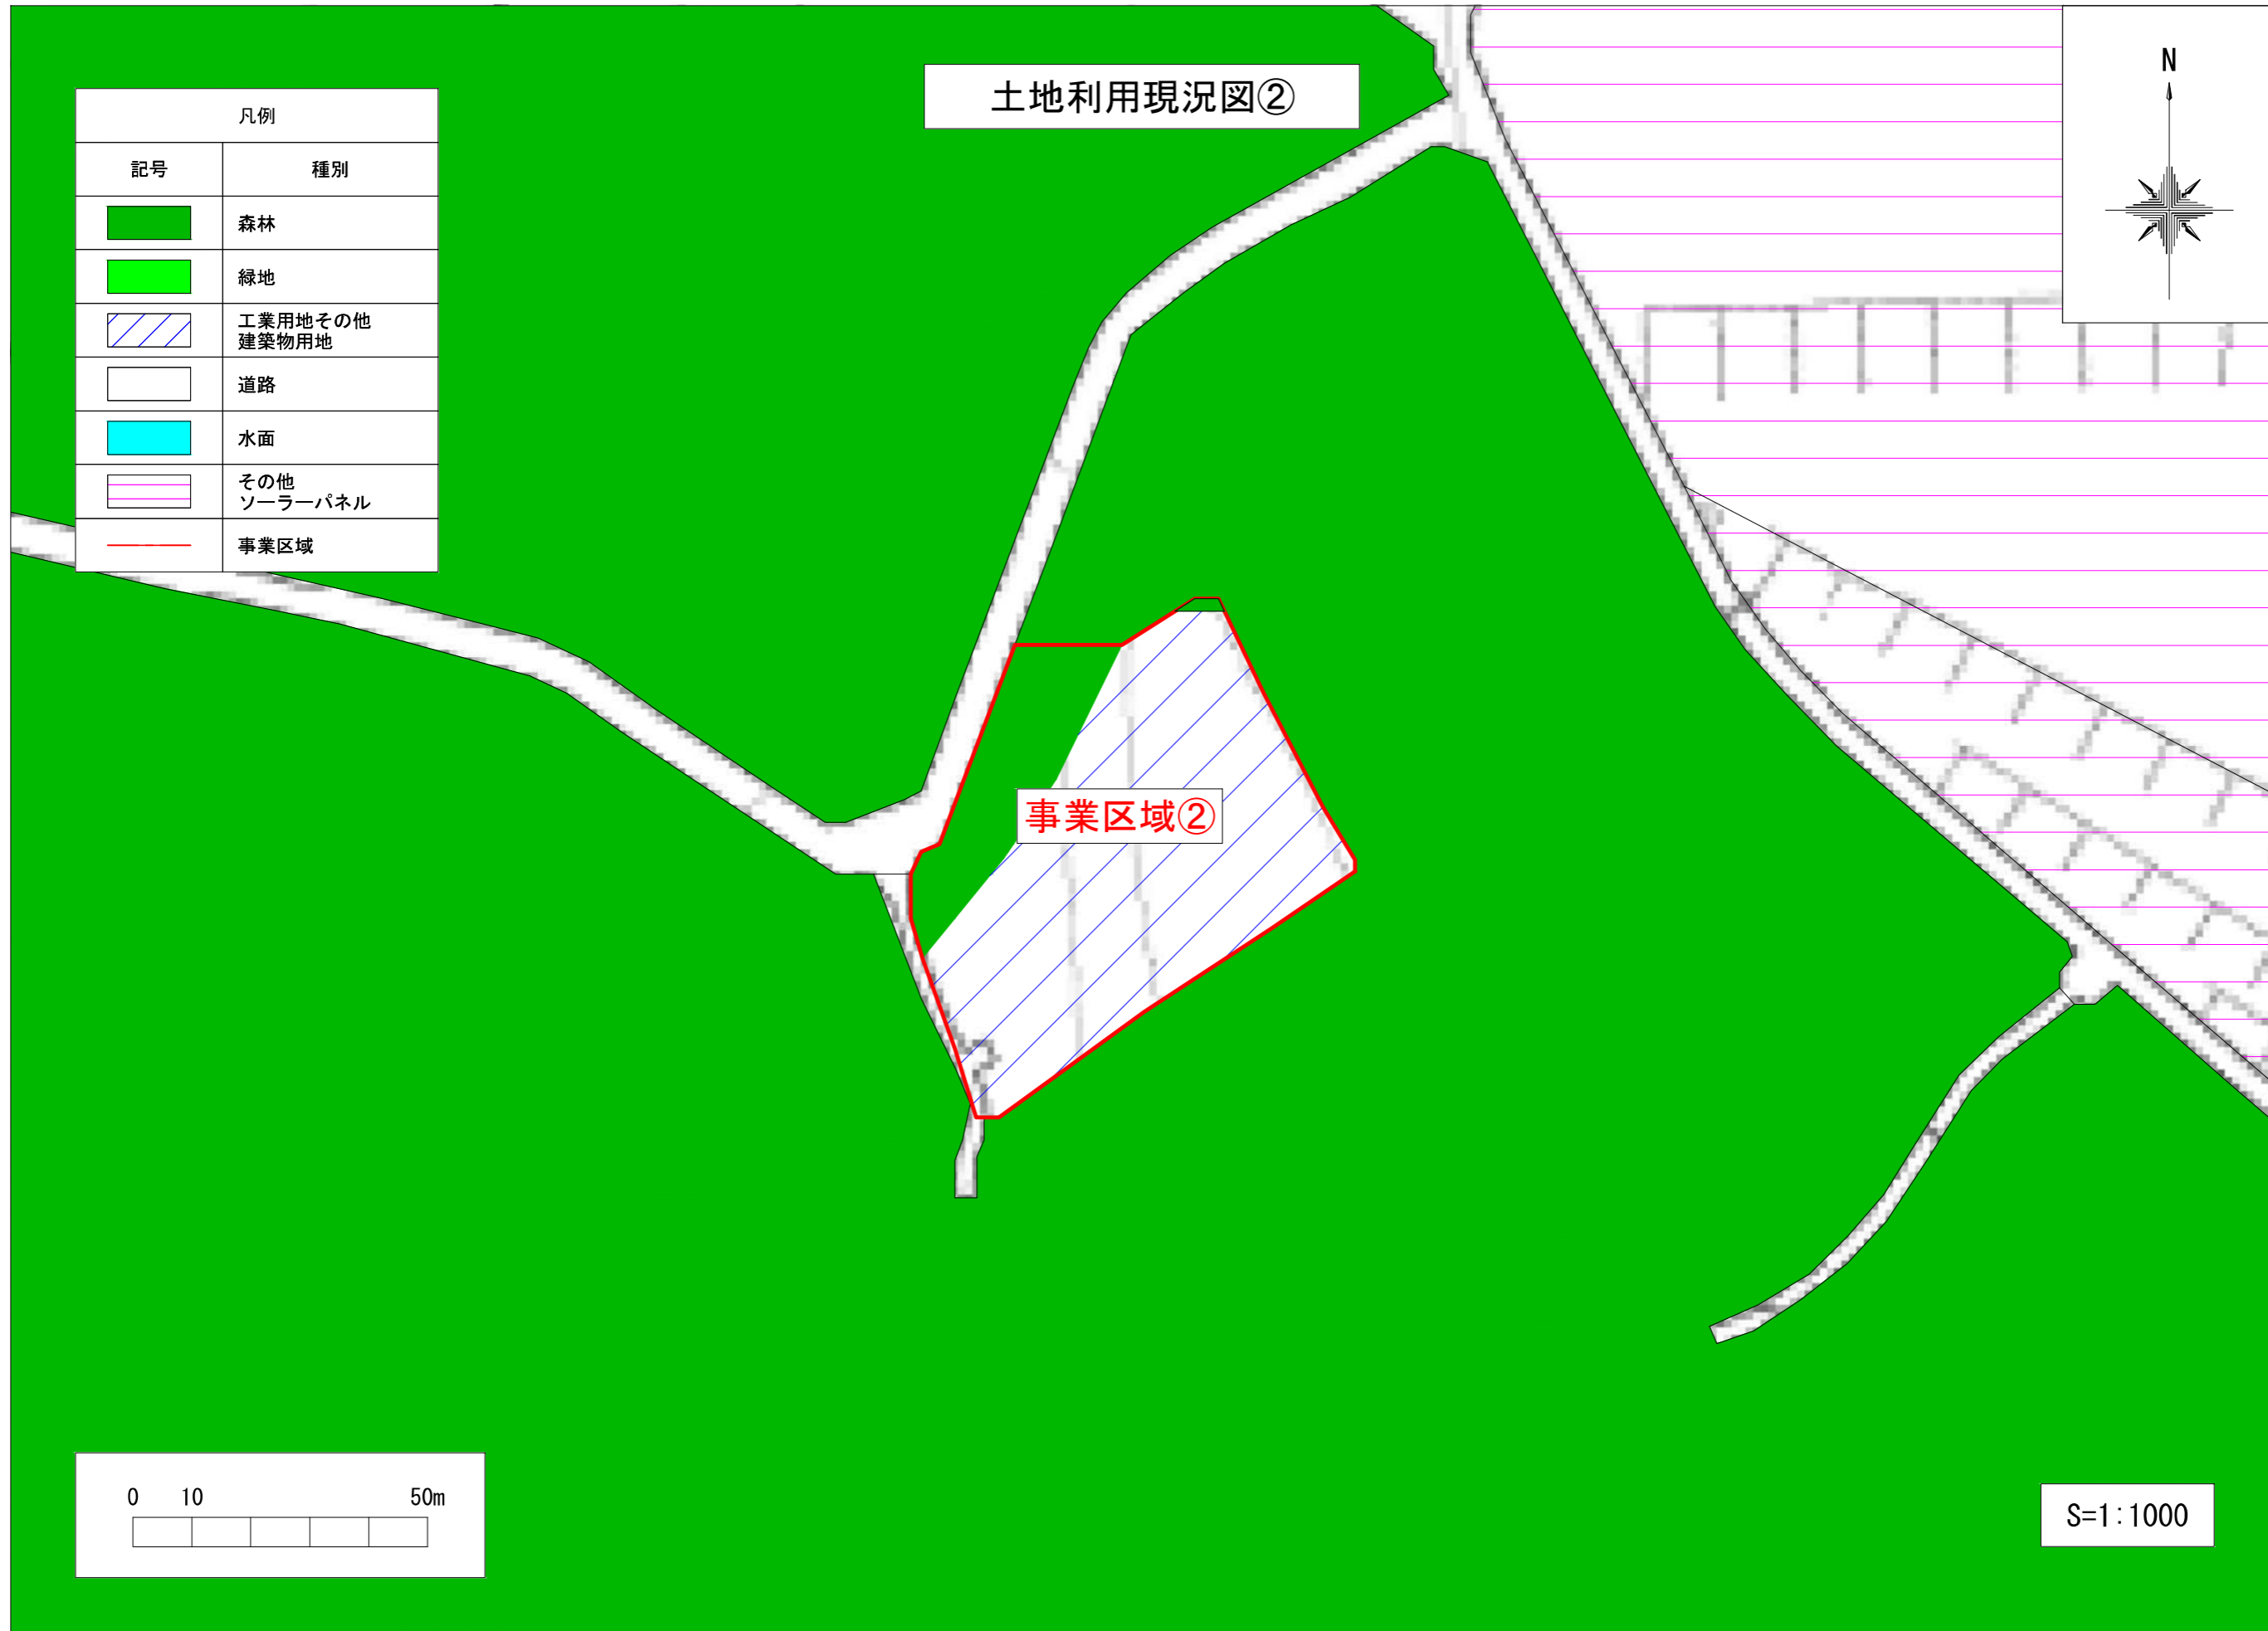 土地利用現況図②
N
凡例
記号 種別
森林
緑地
工業用地その他
建築物用地
道路
水面
その他
ソーラーパネル
事業区域
事業区域②
0 10 50m
S=1:1000